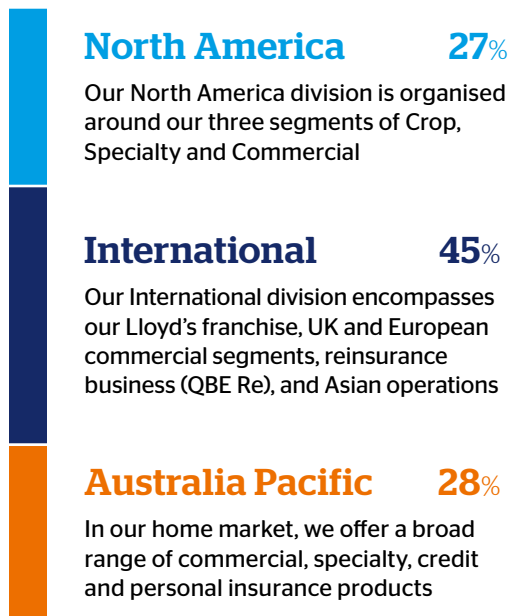 North America 27%
Our North America division is organised
around our three segments of Crop,
Specialty and Commercial
International 45%
Our International division encompasses
our Lloyd’s franchise, UK and European
commercial segments, reinsurance
business (QBE Re), and Asian operations
Australia Pacific 28%
In our home market, we offer a broad
range of commercial, specialty, credit
and personal insurance products